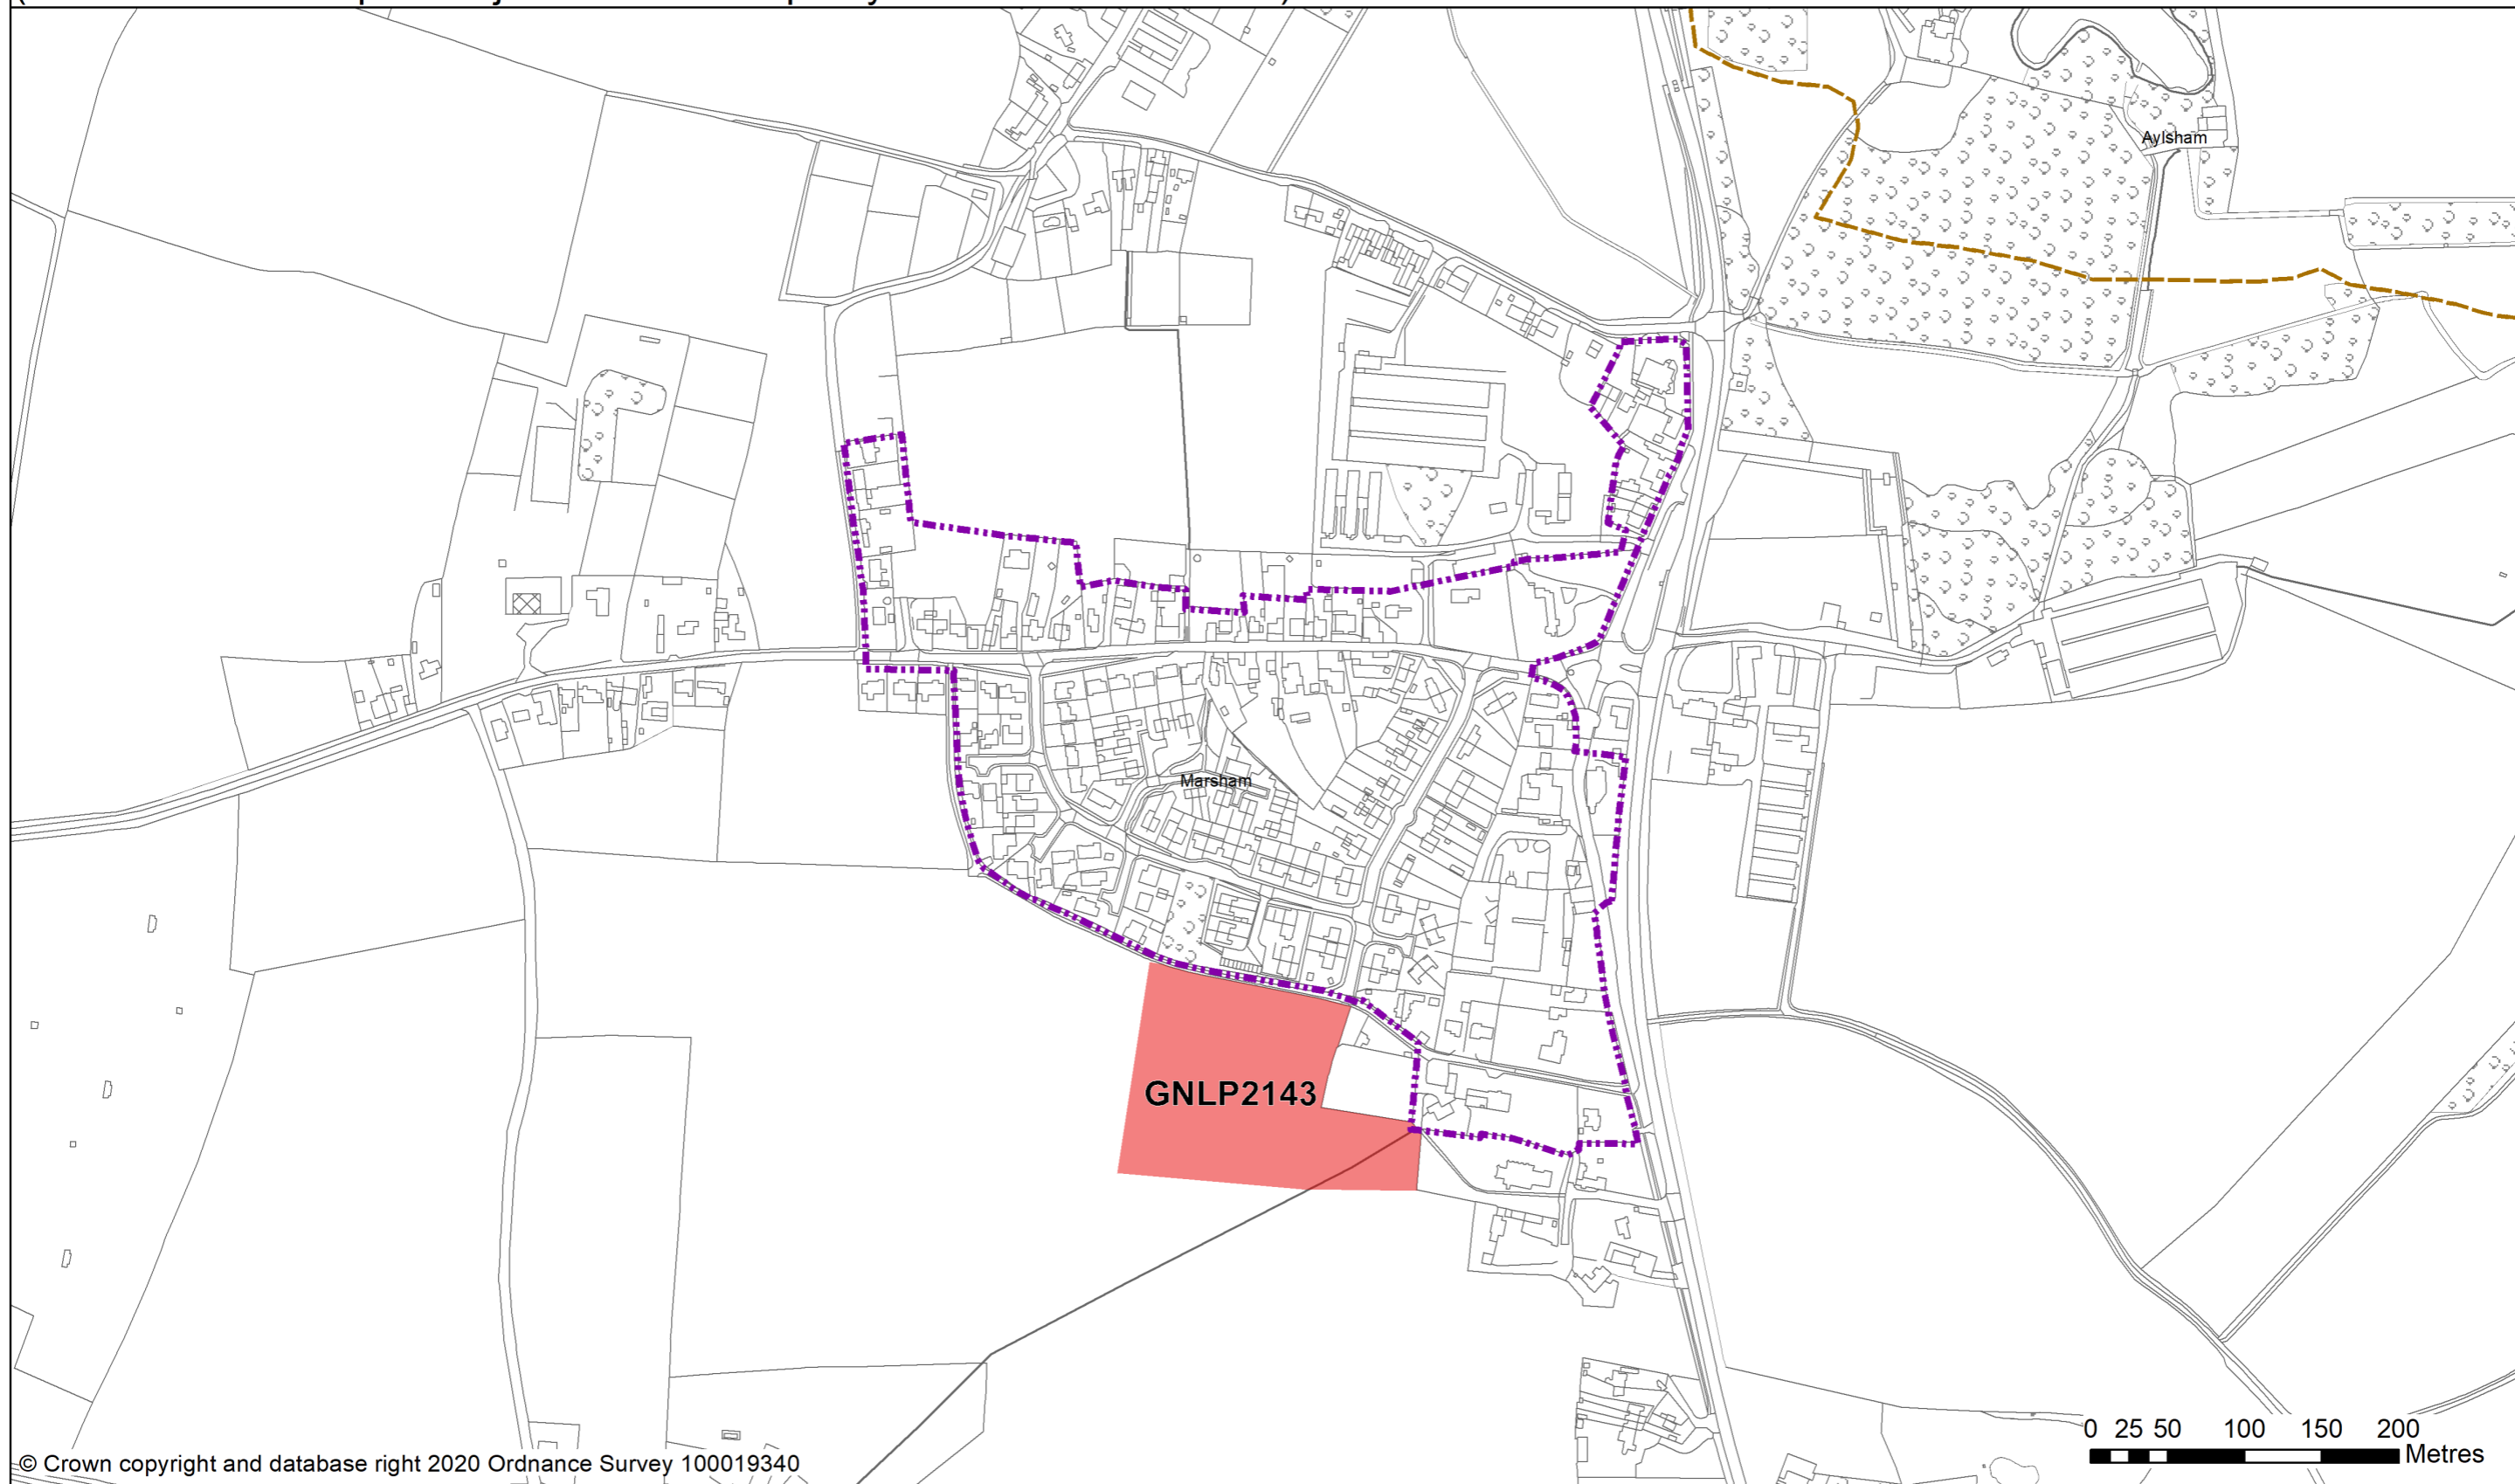 Aylsham
Marsham
GNLP2143
0 25 50 100 150 200
Metres
© Crown copyright and database right 2020 Ordnance Survey 100019340